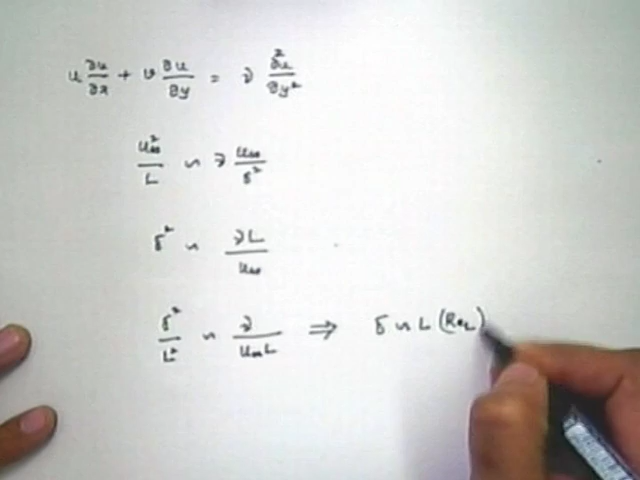 u ∂u/∂x + v ∂u/∂y = ν ∂²u/∂y²
u∞²/L ~ ν u∞/δ²
δ² ~ νL/u∞
δ²/L² ~ ν/u∞L ⇒ δ ~ L (Re_L)